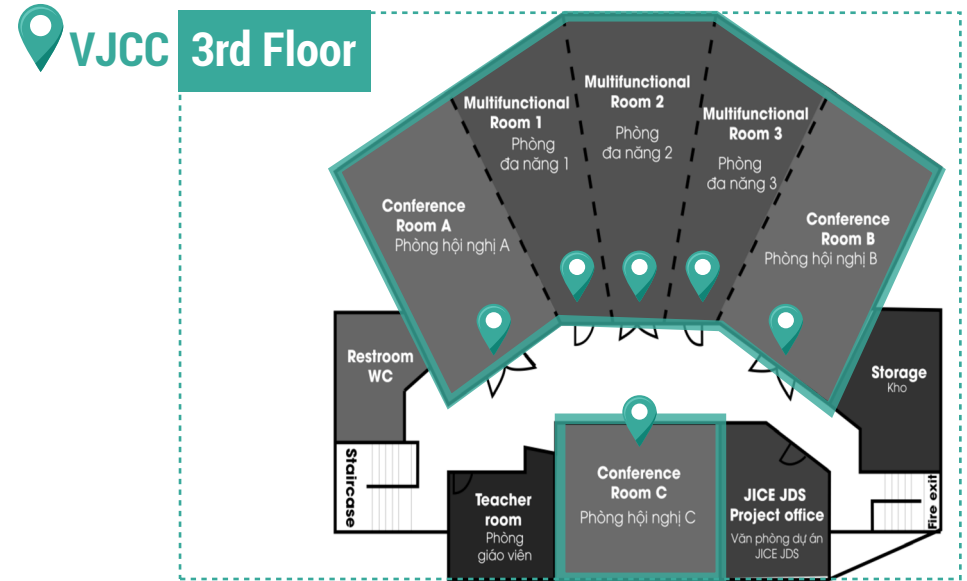 VJCC 3rd Floor
Multifunctional
Room 1
Phòng
đa năng 1
Multifunctional
Room 2
Phòng
đa năng 2
Multifunctional
Room 3
Phòng
đa năng 3
Conference
Room A
Phòng hội nghị A
Conference
Room B
Phòng hội nghị B
Restroom
WC
Storage
Kho
Staircase
Teacher
room
Phòng
giáo viên
Conference
Room C
Phòng hội nghị C
JICE JDS
Project office
Văn phòng dự án
JICE JDS
Fire exit